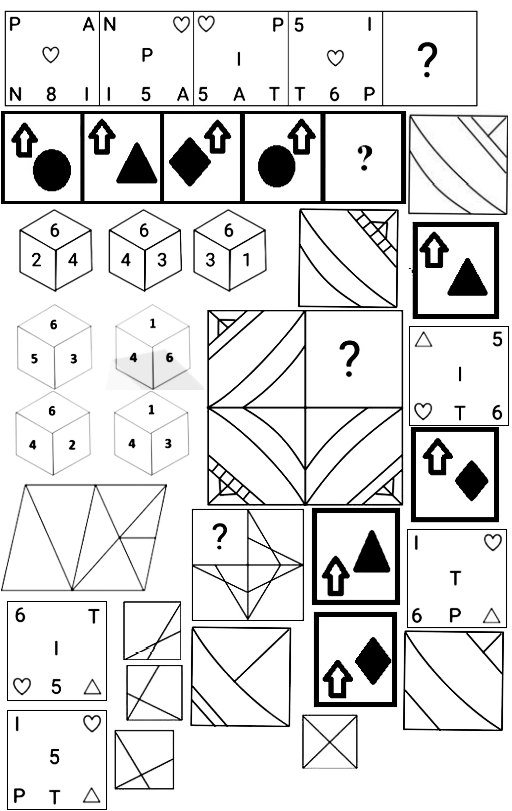 P A N ♡ ♡ P 5 I
♡ P I ♡ ?
N 8 I I 5 A 5 A T T 6 P
?
6 6 6
2 4 4 3 3 1
6 1
5 3 4 6
6 1
4 2 4 3
?
△ 5
I
♡ T 6
?
I ♡
T
6 P △
6 T
I
♡ 5 △
I ♡
5
P T △